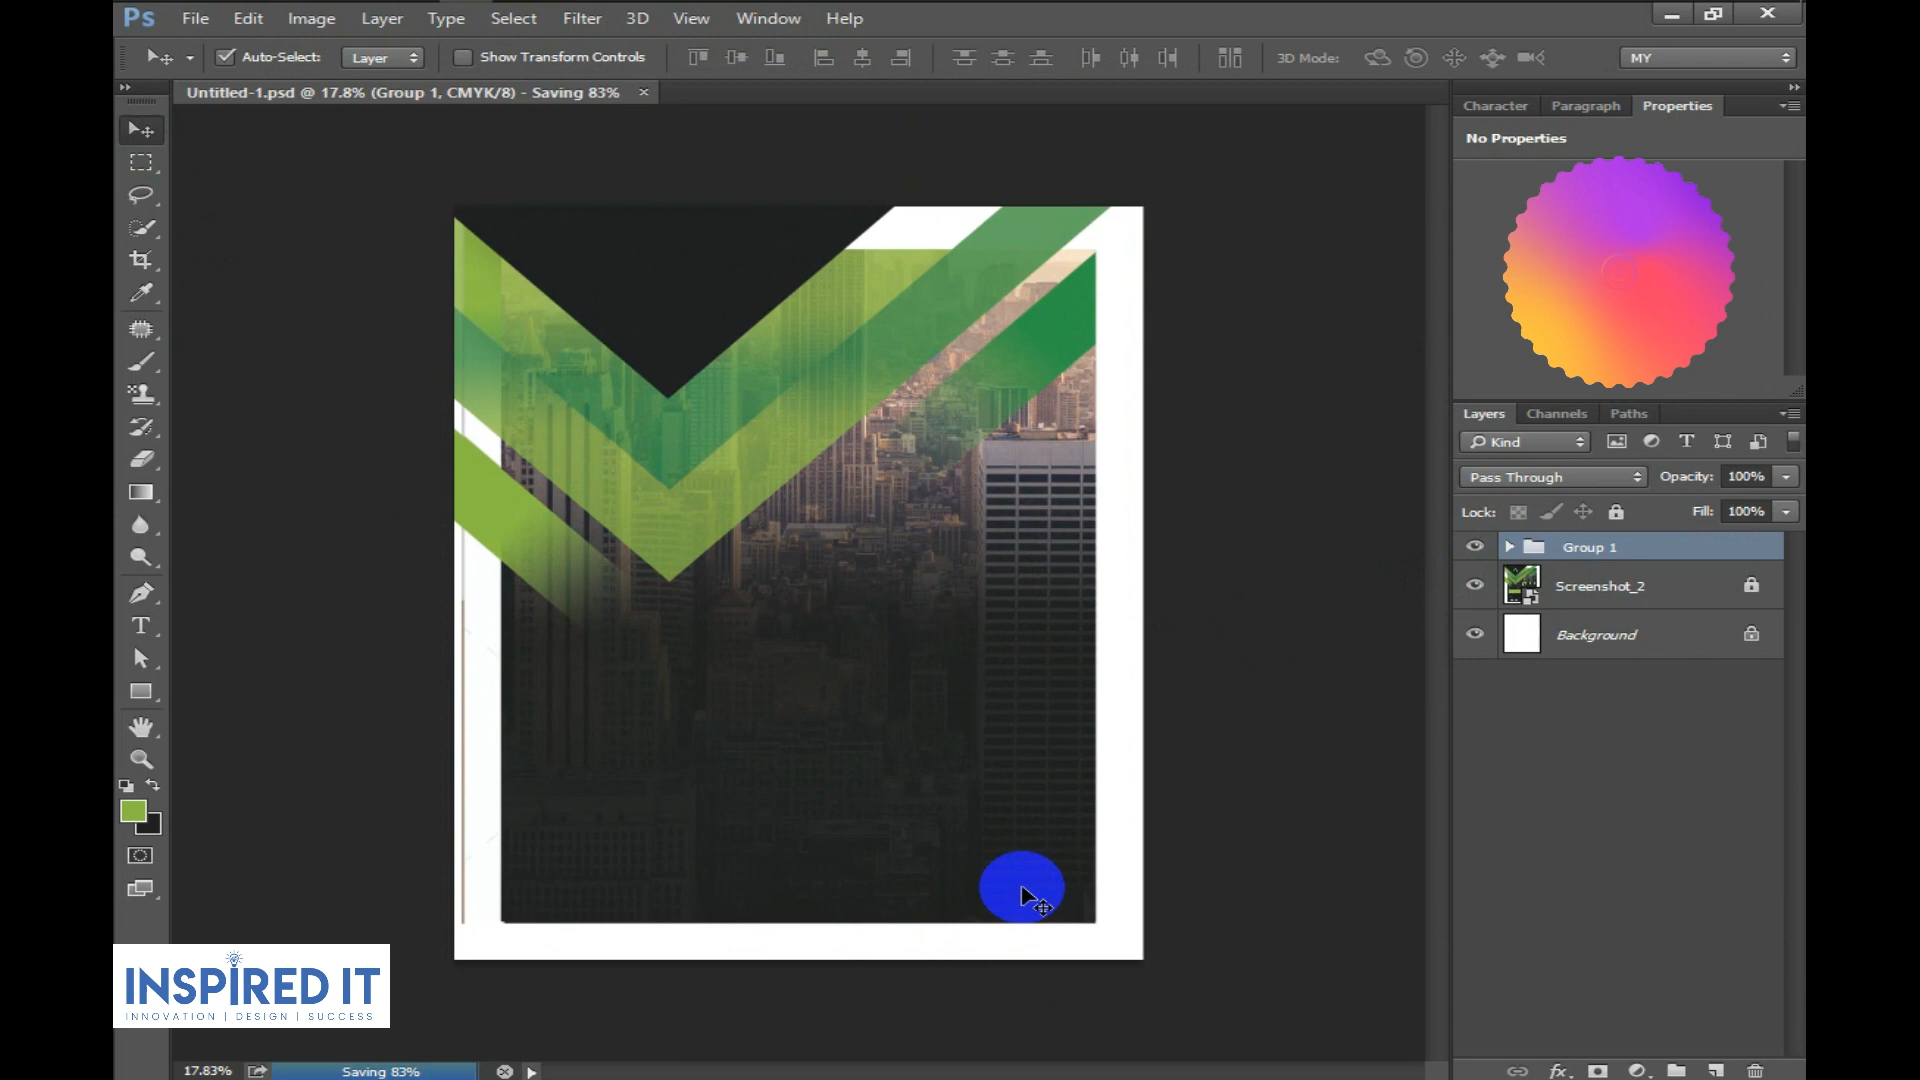 Ps File Edit Image Layer Type Select Filter 3D View Window Help
Auto-Select: Layer Show Transform Controls 3D Mode: MY
Untitled-1.psd @ 17.8% (Group 1, CMYK/8) - Saving 83%
Character Paragraph Properties
No Properties
Layers Channels Paths
Kind
Pass Through Opacity: 100%
Lock: Fill: 100%
Group 1
Screenshot_2
Background
INSPIRED IT
INNOVATION | DESIGN | SUCCESS
17.83% Saving 83%